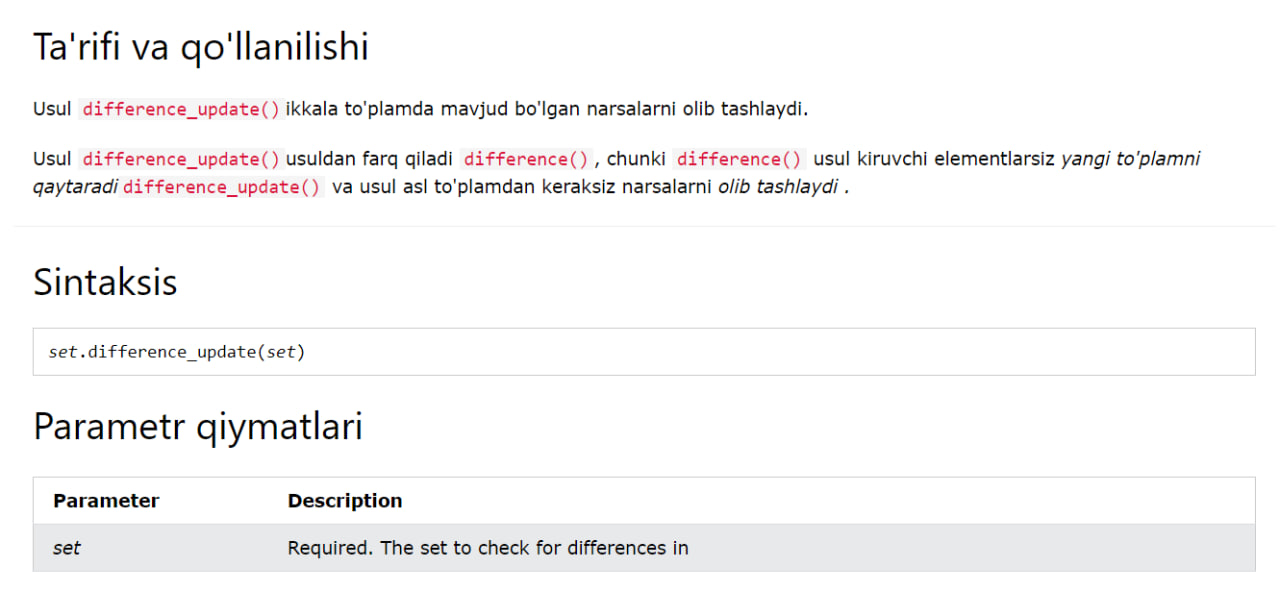 Ta'rifi va qo'llanilishi
Usul difference_update() ikkala to'plamda mavjud bo'lgan narsalarni olib tashlaydi.
Usul difference_update() usuldan farq qiladi difference() , chunki difference() usul kiruvchi elementlarsiz yangi to'plamni
qaytaradi difference_update() va usul asl to'plamdan keraksiz narsalarni olib tashlaydi .
Sintaksis
set.difference_update(set)
Parametr qiymatlari
Parameter Description
set Required. The set to check for differences in